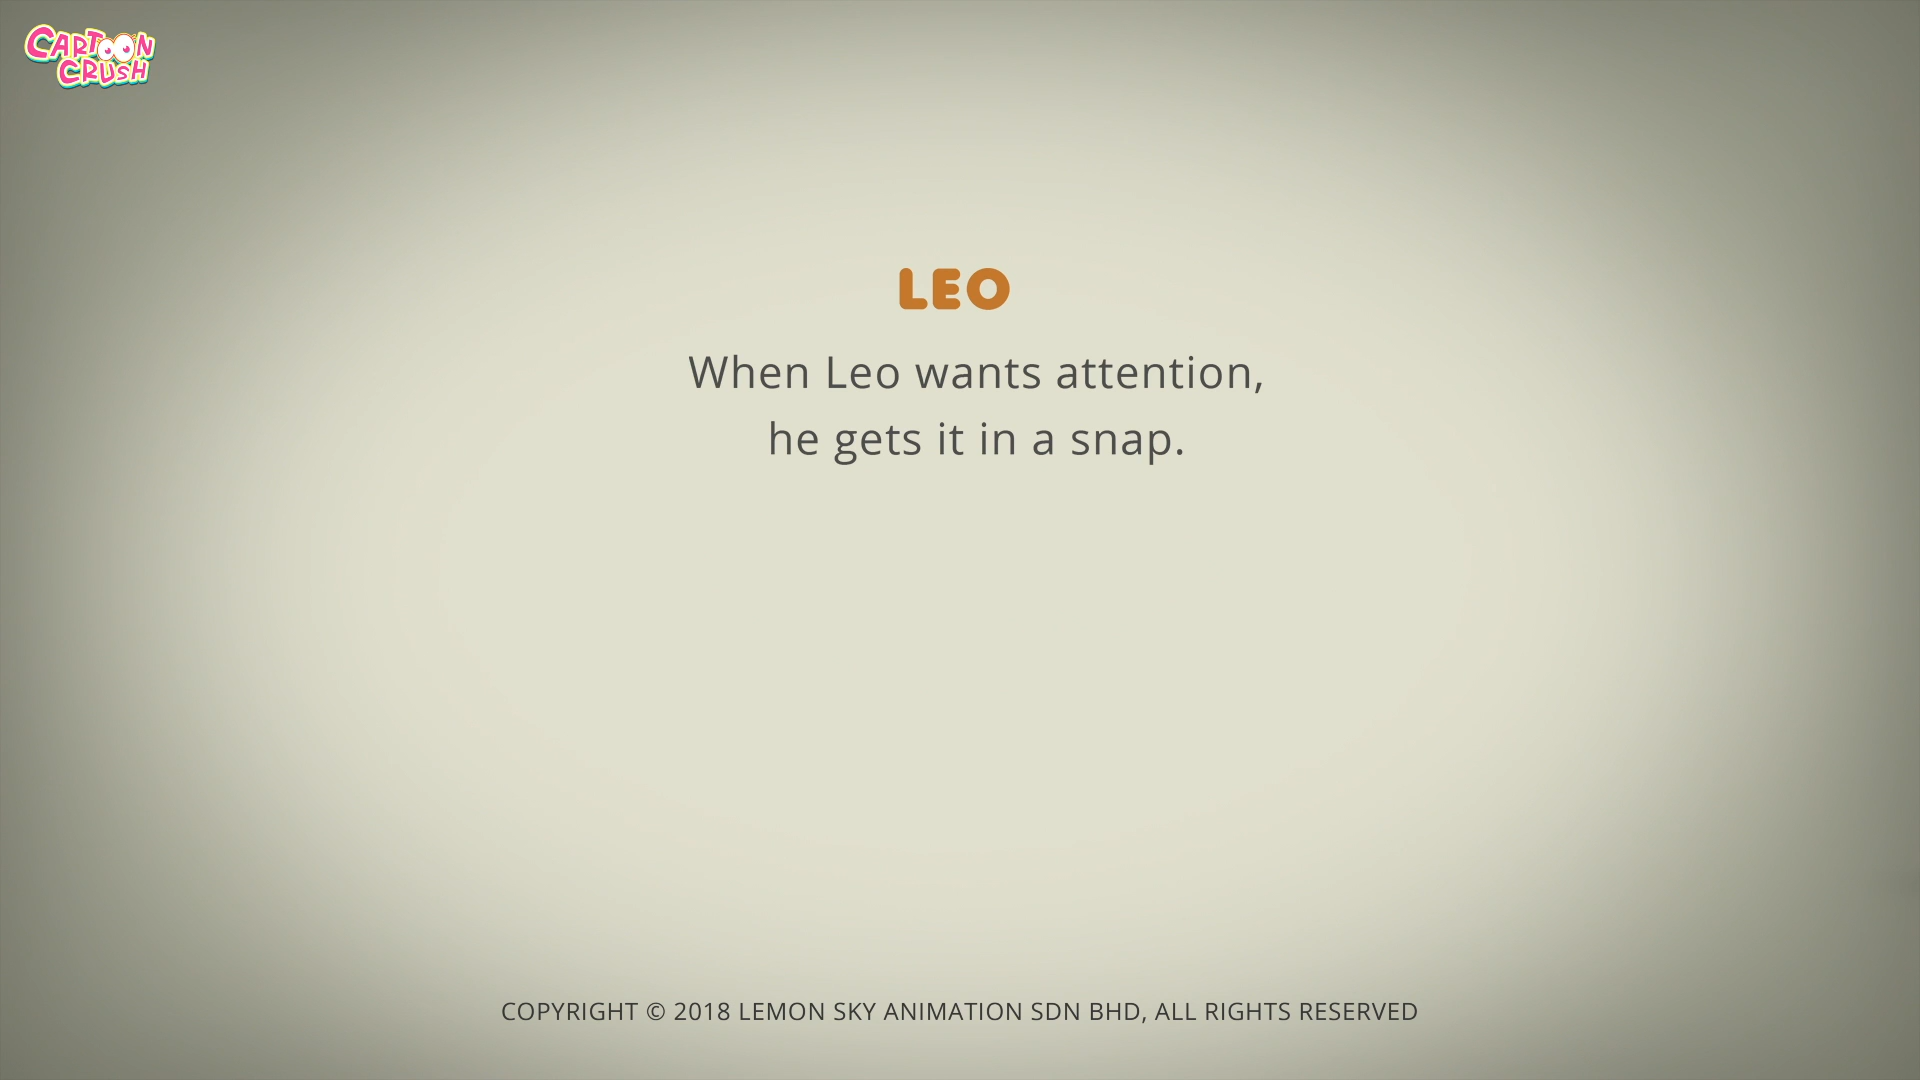 CARTOON
CRUSH
LEO
When Leo wants attention,
he gets it in a snap.
COPYRIGHT © 2018 LEMON SKY ANIMATION SDN BHD, ALL RIGHTS RESERVED